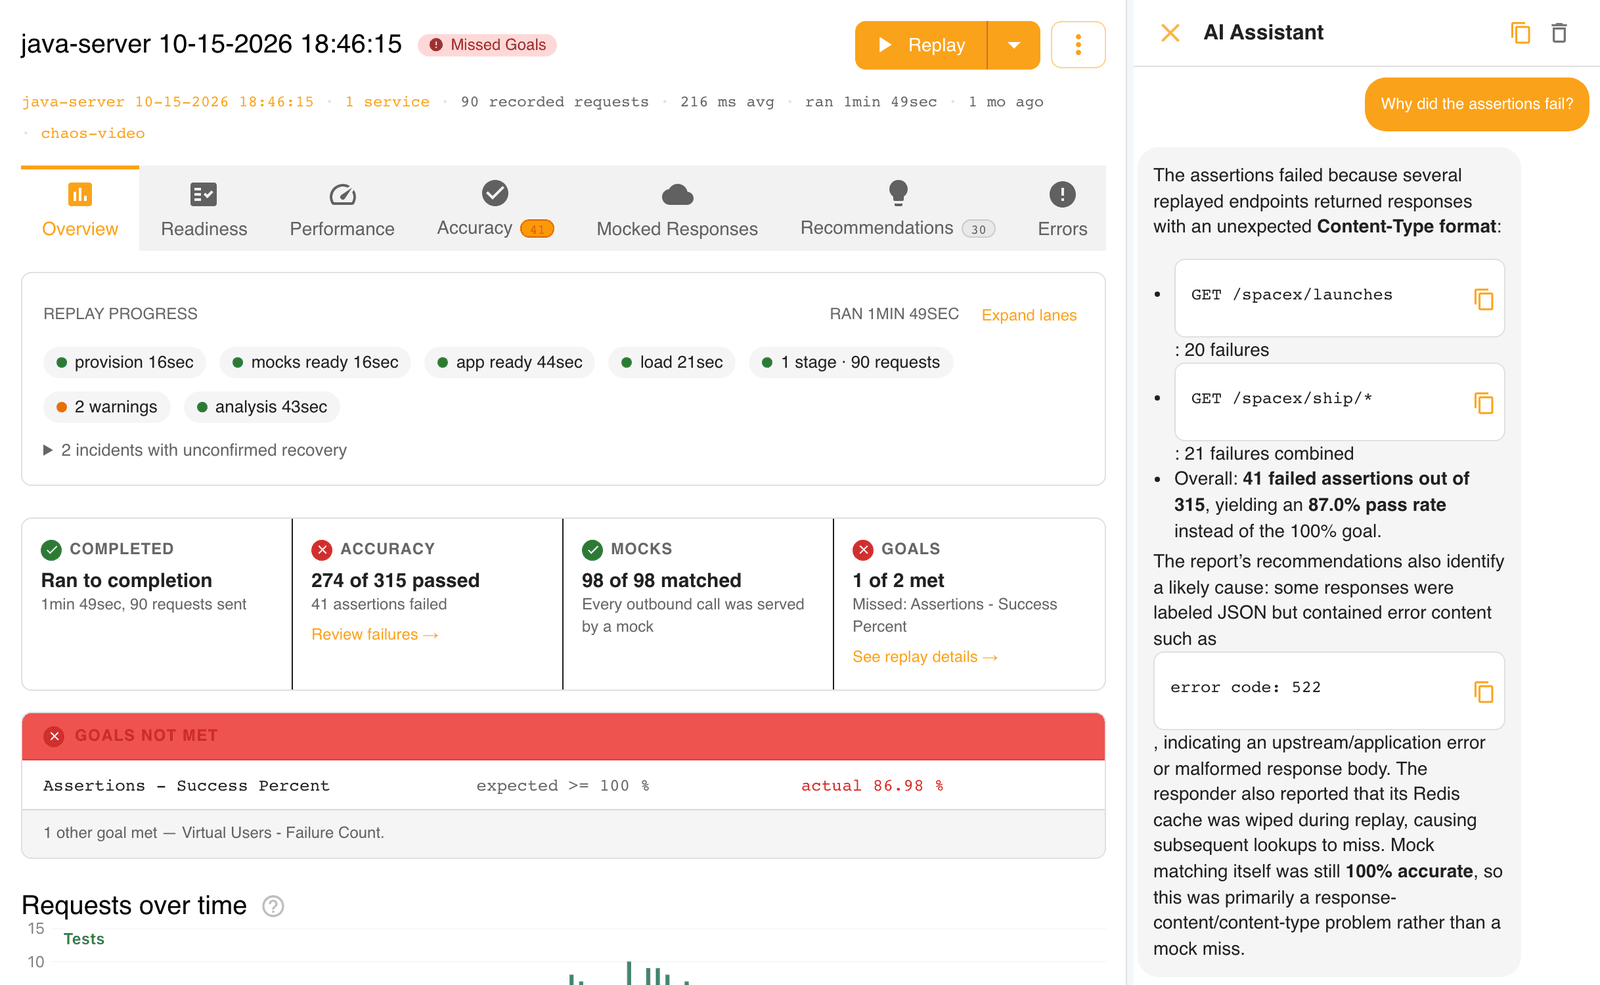 java-server 10-15-2026 18:46:15
Missed Goals
Replay
java-server 10-15-2026 18:46:15 · 1 service · 90 recorded requests · 216 ms avg · ran 1min 49sec · 1 mo ago
· chaos-video
Overview
Readiness
Performance
Accuracy 41
Mocked Responses
Recommendations 30
Errors
REPLAY PROGRESS
RAN 1MIN 49SEC
Expand lanes
provision 16sec
mocks ready 16sec
app ready 44sec
load 21sec
1 stage · 90 requests
2 warnings
analysis 43sec
2 incidents with unconfirmed recovery
COMPLETED
Ran to completion
1min 49sec, 90 requests sent
ACCURACY
274 of 315 passed
41 assertions failed
Review failures →
MOCKS
98 of 98 matched
Every outbound call was served
by a mock
GOALS
1 of 2 met
Missed: Assertions - Success
Percent
See replay details →
GOALS NOT MET
Assertions - Success Percent
expected >= 100 %
actual 86.98 %
1 other goal met — Virtual Users - Failure Count.
Requests over time
15
Tests
10
AI Assistant
Why did the assertions fail?
The assertions failed because several
replayed endpoints returned responses
with an unexpected Content-Type format:
• GET /spacex/launches
: 20 failures
• GET /spacex/ship/*
: 21 failures combined
• Overall: 41 failed assertions out of
315, yielding an 87.0% pass rate
instead of the 100% goal.
The report's recommendations also identify
a likely cause: some responses were
labeled JSON but contained error content
such as
error code: 522
, indicating an upstream/application error
or malformed response body. The
responder also reported that its Redis
cache was wiped during replay, causing
subsequent lookups to miss. Mock
matching itself was still 100% accurate, so
this was primarily a response-
content/content-type problem rather than a
mock miss.